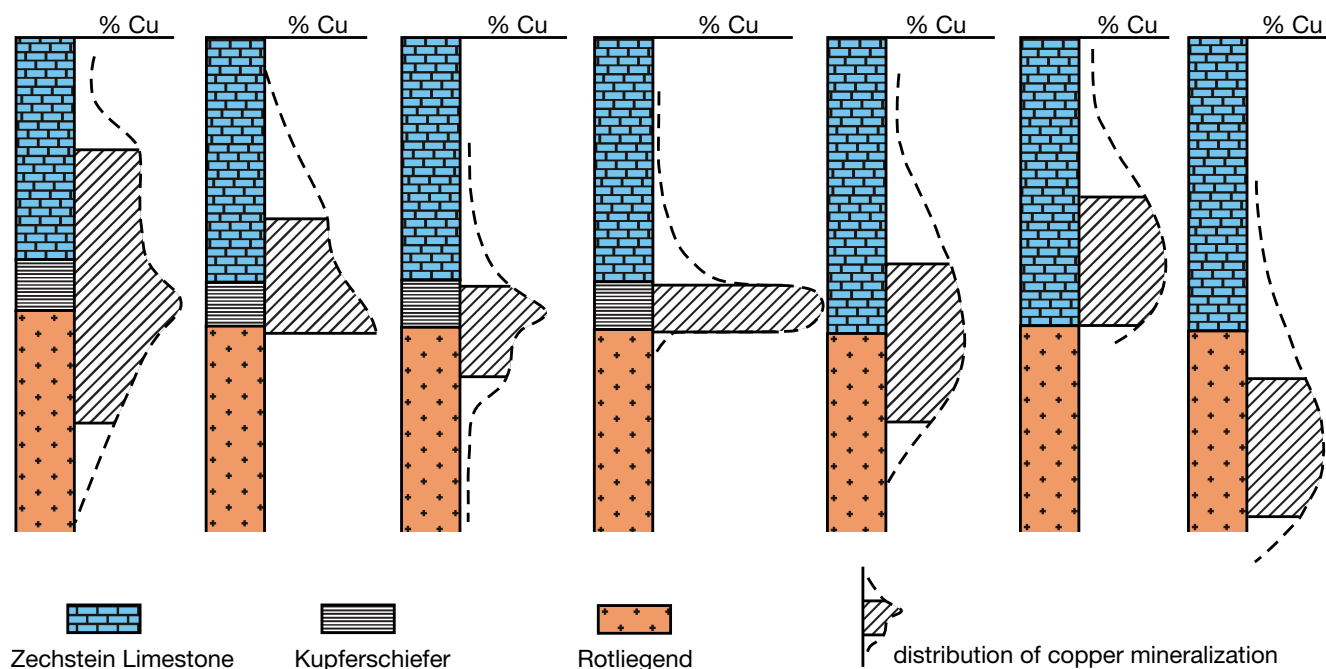 % Cu % Cu % Cu % Cu % Cu % Cu % Cu
Zechstein Limestone Kupferschiefer Rotliegend distribution of copper mineralization